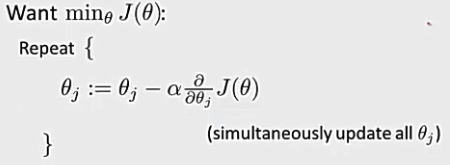 Want min_θ J(θ):
Repeat {
θ_j := θ_j − α ∂/∂θ_j J(θ)
(simultaneously update all θ_j)
}